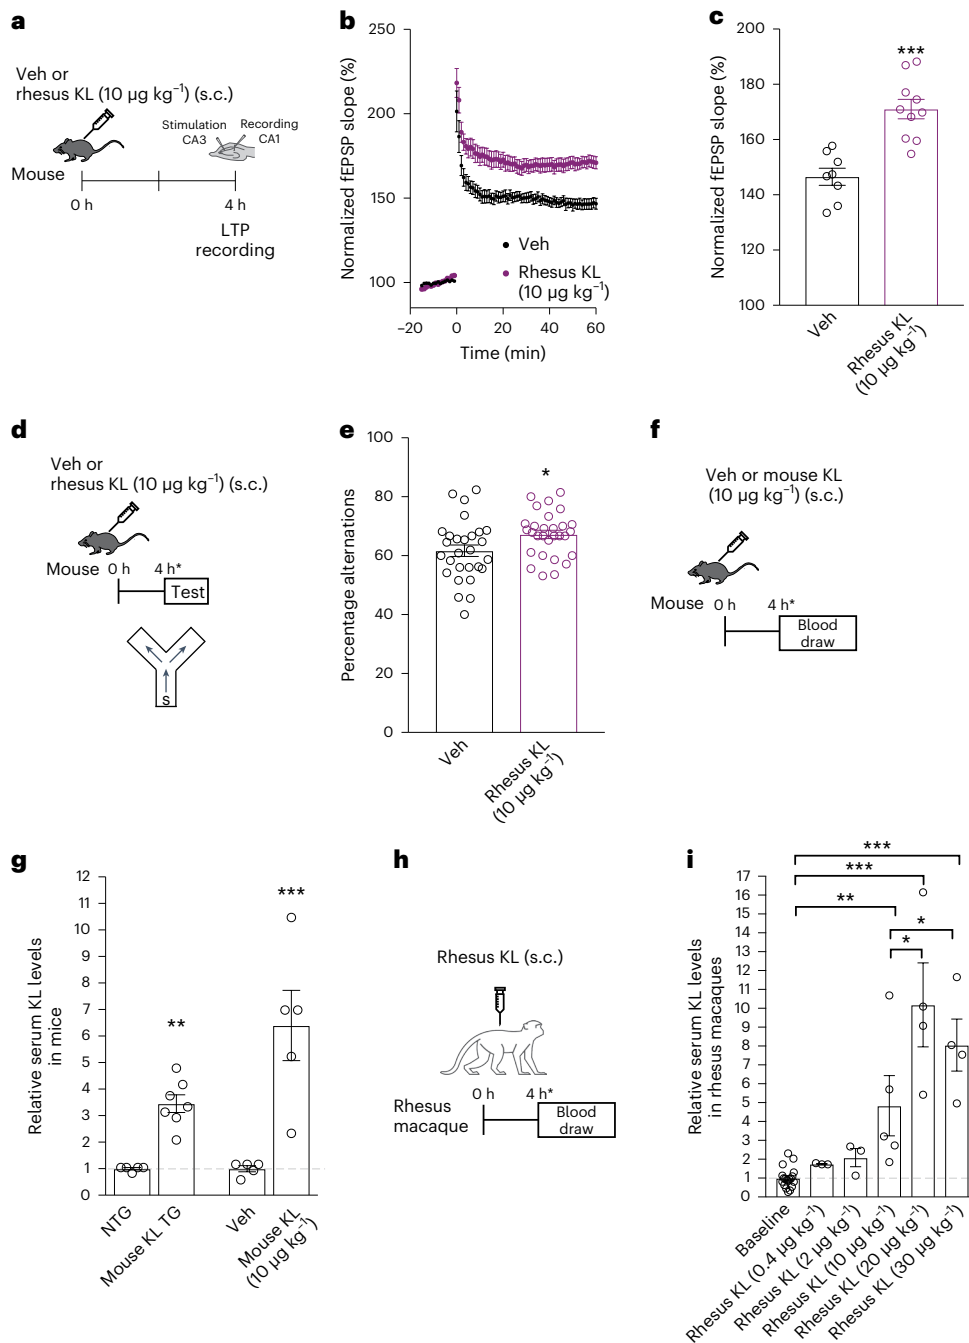 a
Veh or
rhesus KL (10 µg kg⁻¹) (s.c.)
Stimulation
CA3
Recording
CA1
Mouse
0 h
4 h
LTP
recording
b
Normalized fEPSP slope (%)
250
200
150
100
−20
0
20
40
60
Time (min)
Veh
Rhesus KL
(10 µg kg⁻¹)
c
Normalized fEPSP slope (%)
200
180
160
140
120
100
***
Veh
Rhesus KL
(10 µg kg⁻¹)
d
Veh or
rhesus KL (10 µg kg⁻¹) (s.c.)
Mouse
0 h
4 h*
Test
S
e
Percentage alternations
100
80
60
40
20
0
*
Veh
Rhesus KL
(10 µg kg⁻¹)
f
Veh or mouse KL
(10 µg kg⁻¹) (s.c.)
Mouse
0 h
4 h*
Blood
draw
g
Relative serum KL levels
in mice
12
11
10
9
8
7
6
5
4
3
2
1
0
**
***
NTG
Mouse KL TG
Veh
Mouse KL
(10 µg kg⁻¹)
h
Rhesus KL (s.c.)
Rhesus
macaque
0 h
4 h*
Blood
draw
i
Relative serum KL levels
in rhesus macaques
17
16
15
14
13
12
11
10
9
8
7
6
5
4
3
2
1
0
***
***
**
*
*
Baseline
Rhesus KL (0.4 µg kg⁻¹)
Rhesus KL (2 µg kg⁻¹)
Rhesus KL (10 µg kg⁻¹)
Rhesus KL (20 µg kg⁻¹)
Rhesus KL (30 µg kg⁻¹)